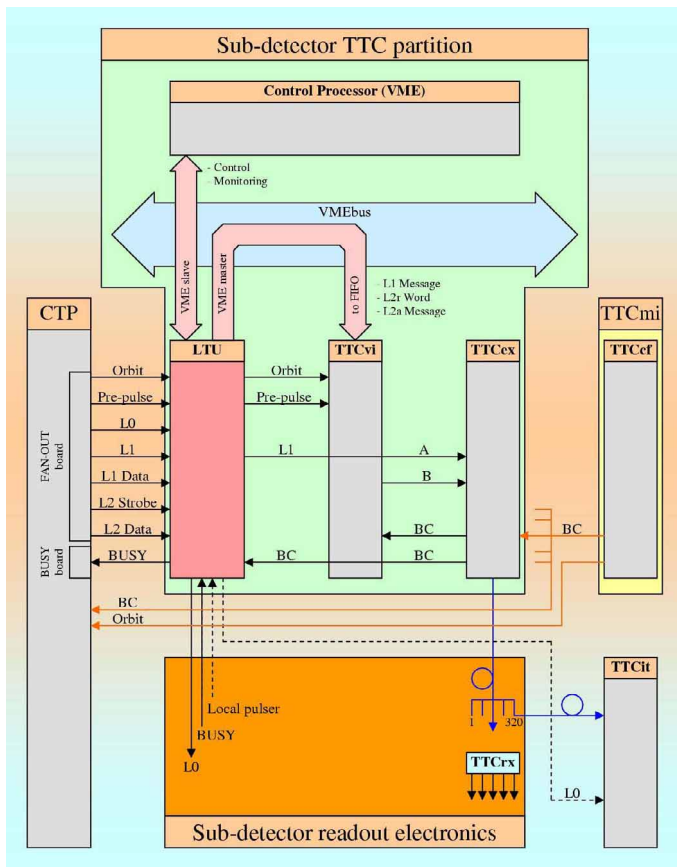 Sub-detector TTC partition
Control Processor (VME)
- Control
- Monitoring
VMEbus
VME slave
VME master
to FIFO
- L1 Message
- L2r Word
- L2a Message
CTP
TTCmi
LTU
TTCvi
TTCex
TTCcf
FAN-OUT
board
BUSY
board
Orbit
Pre-pulse
L0
L1
L1 Data
L2 Strobe
L2 Data
BUSY
Orbit
Pre-pulse
L1
A
B
BC
BC
BC
BC
BC
Orbit
TTCit
Local pulser
BUSY
L0
1
320
TTCrx
L0
Sub-detector readout electronics